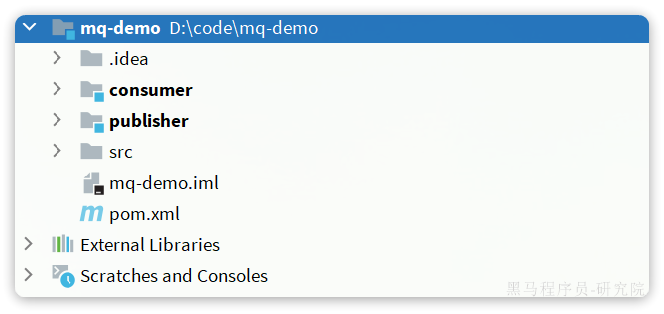 mq-demo D:\code\mq-demo
.idea
consumer
publisher
src
mq-demo.iml
pom.xml
External Libraries
Scratches and Consoles
黑马程序员-研究院